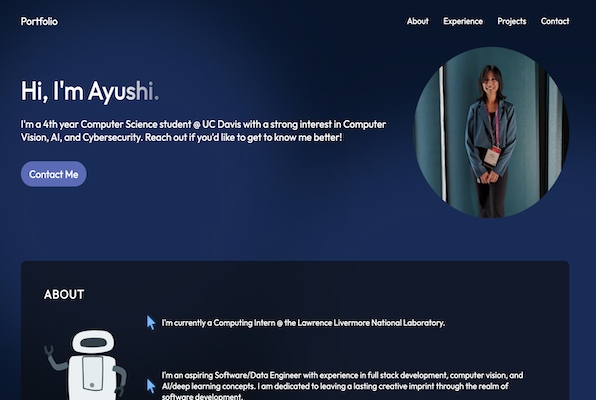 Portfolio
About Experience Projects Contact
Hi, I'm Ayushi.
I'm a 4th year Computer Science student @ UC Davis with a strong interest in Computer
Vision, AI, and Cybersecurity. Reach out if you'd like to get to know me better!
Contact Me
ABOUT
I'm currently a Computing Intern @ the Lawrence Livermore National Laboratory.
I'm an aspiring Software/Data Engineer with experience in full stack development, computer vision, and
AI/deep learning concepts. I am dedicated to leaving a lasting creative imprint through the realm of
software development.